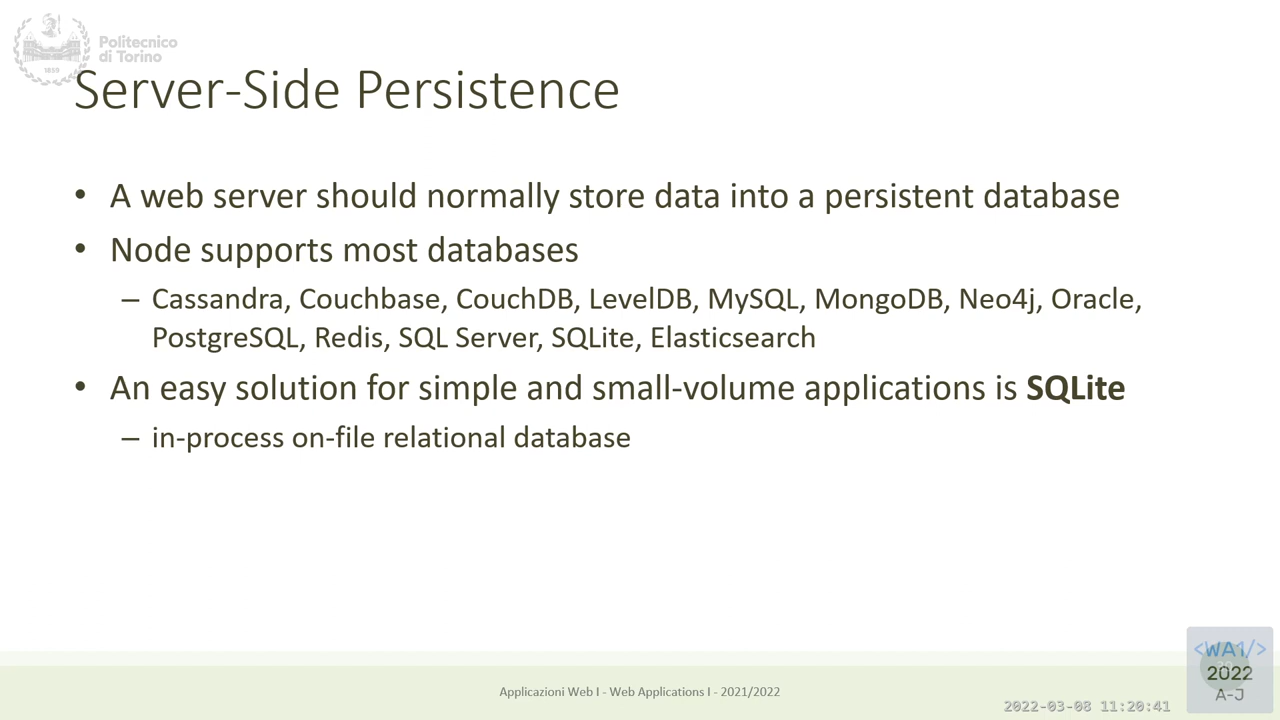 Politecnico
di Torino
1859
Server-Side Persistence
• A web server should normally store data into a persistent database
• Node supports most databases
– Cassandra, Couchbase, CouchDB, LevelDB, MySQL, MongoDB, Neo4j, Oracle,
PostgreSQL, Redis, SQL Server, SQLite, Elasticsearch
• An easy solution for simple and small-volume applications is SQLite
– in-process on-file relational database
Applicazioni Web I - Web Applications I - 2021/2022
2022-03-08 11:20:41
<WA1/>
2022
A-J